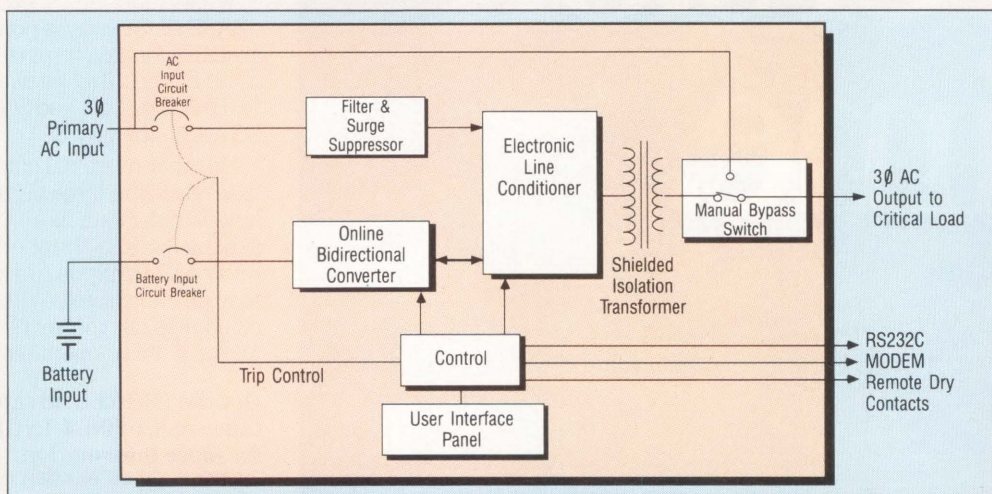 AC
Input
Circuit
Breaker
3Ø
Primary
AC Input
Filter &
Surge
Suppressor
Electronic
Line
Conditioner
Manual Bypass
Switch
3Ø AC
Output to
Critical Load
Online
Bidirectional
Converter
Battery Input
Circuit Breaker
Shielded
Isolation
Transformer
Battery
Input
Trip Control
Control
RS232C
MODEM
Remote Dry
Contacts
User Interface
Panel